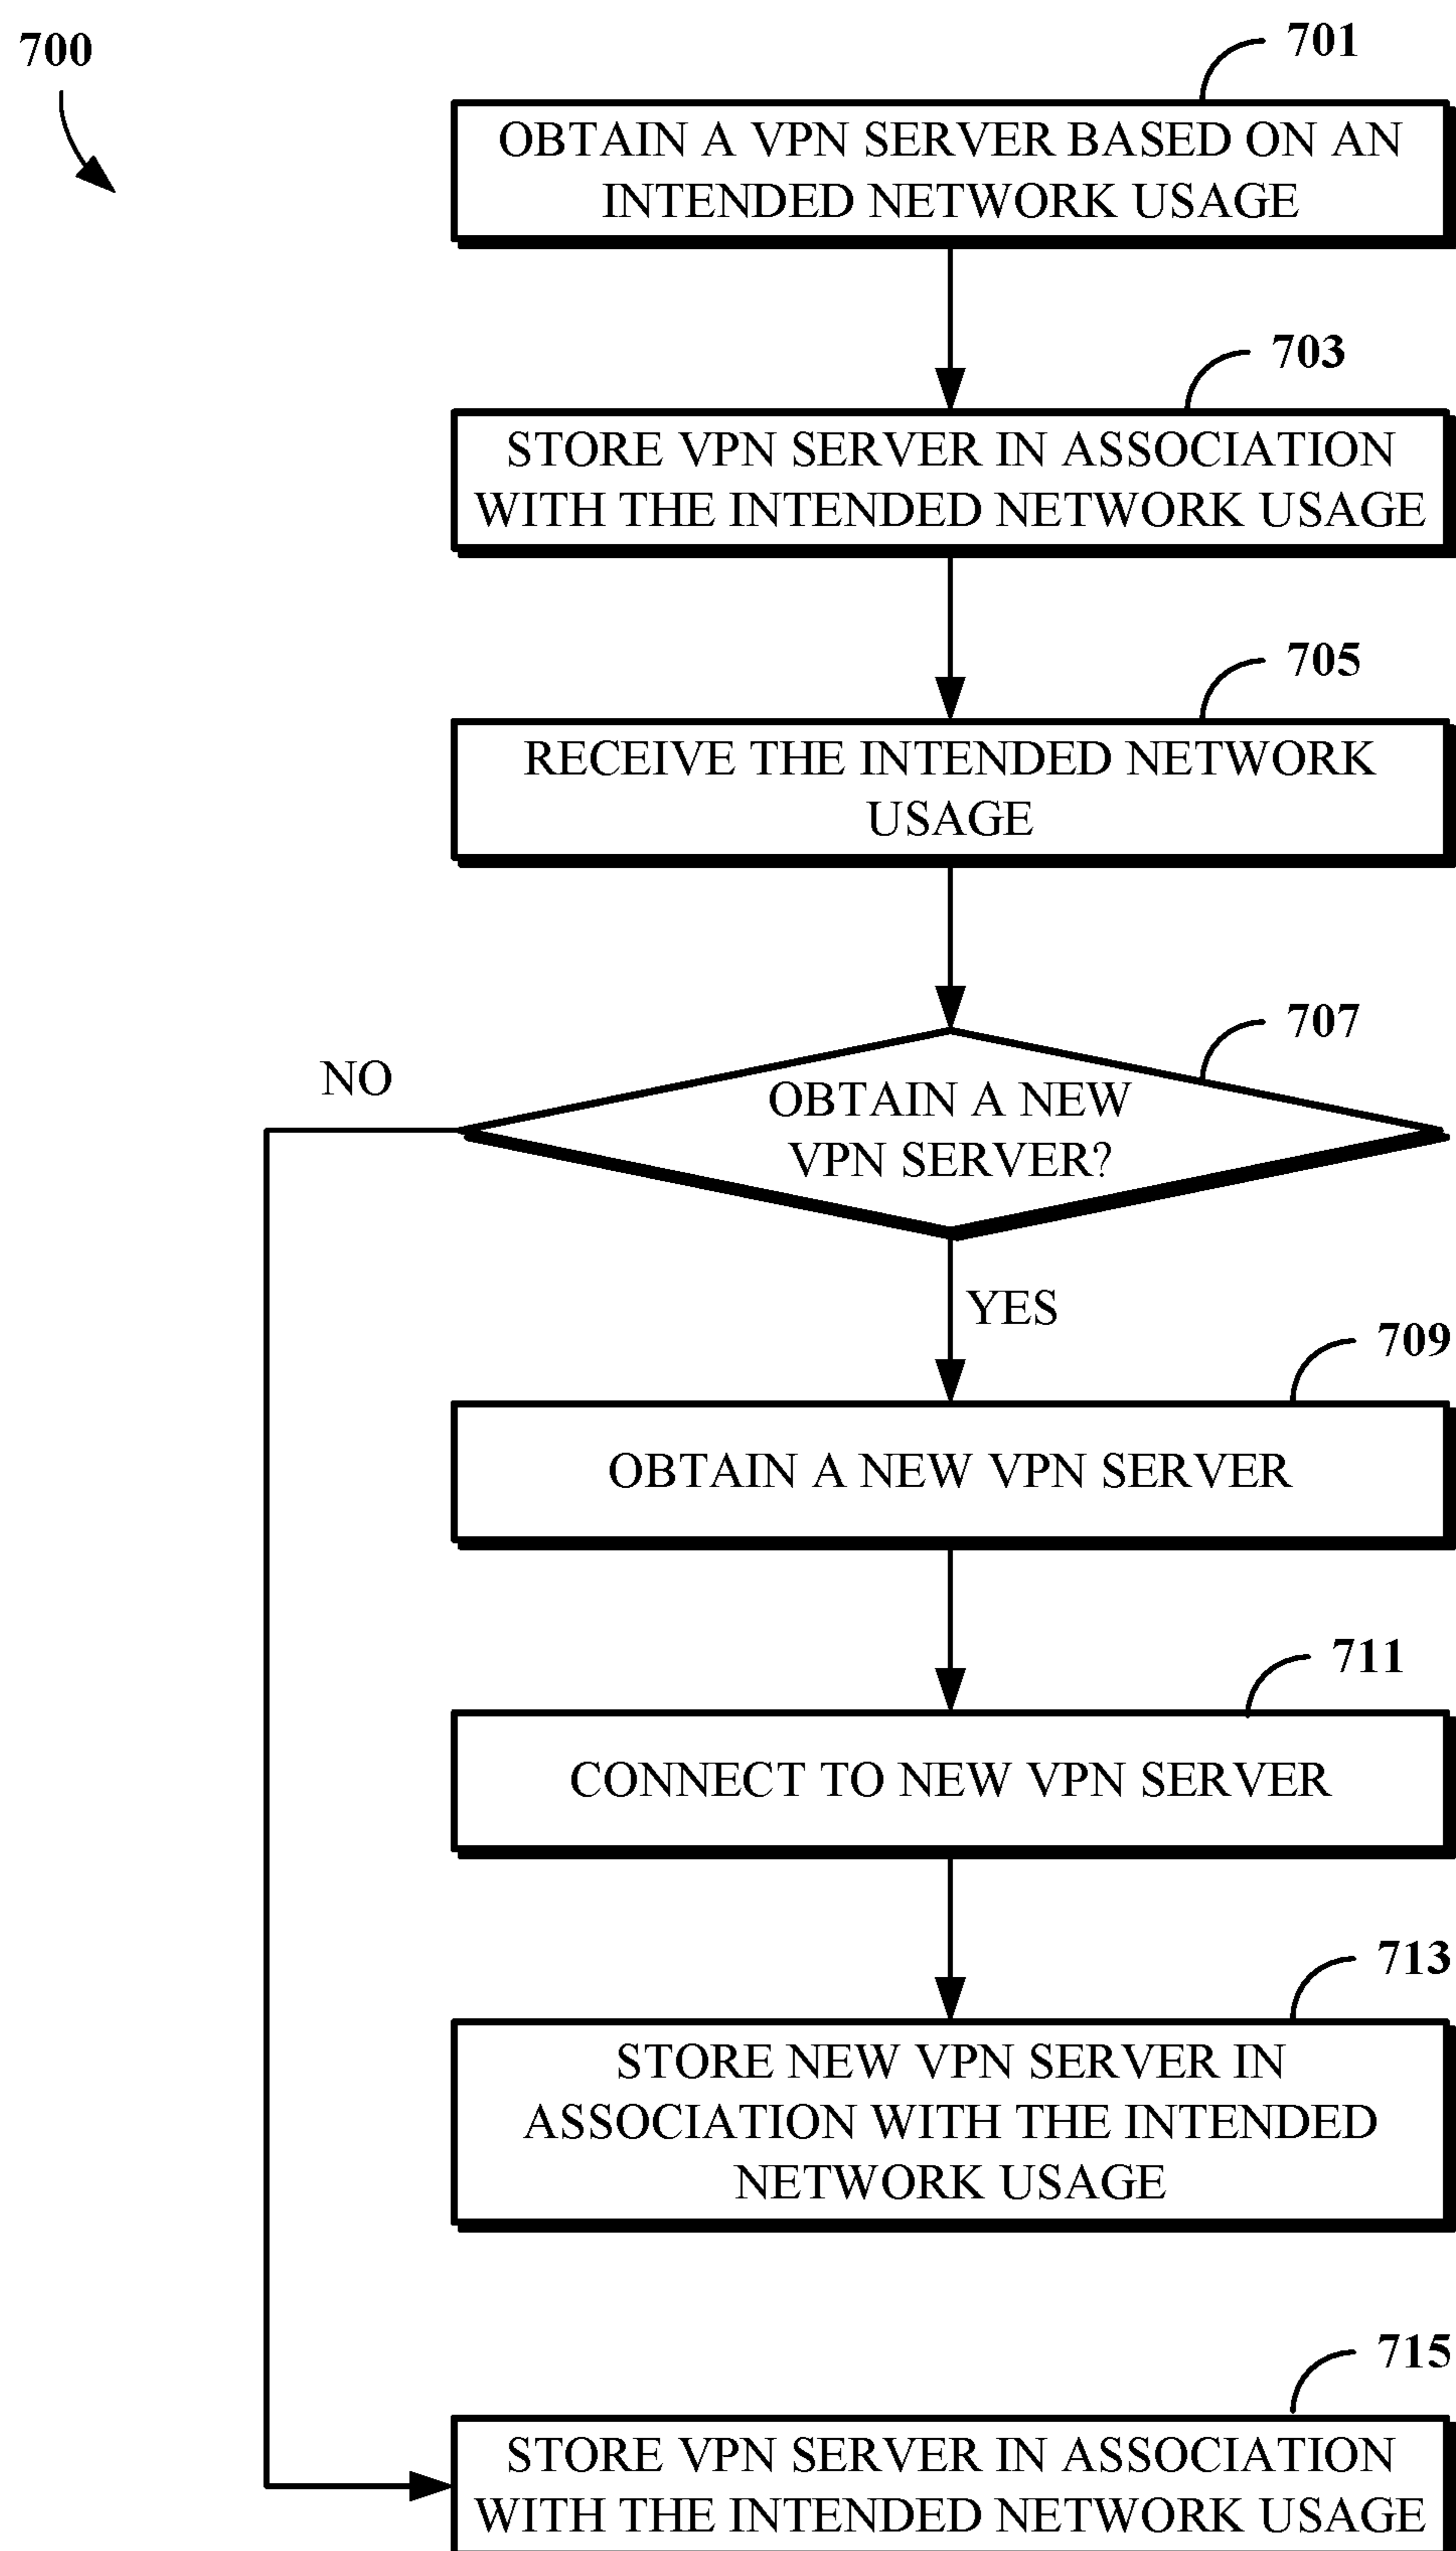 700
701
OBTAIN A VPN SERVER BASED ON AN
INTENDED NETWORK USAGE
703
STORE VPN SERVER IN ASSOCIATION
WITH THE INTENDED NETWORK USAGE
705
RECEIVE THE INTENDED NETWORK
USAGE
707
NO
OBTAIN A NEW
VPN SERVER?
YES
709
OBTAIN A NEW VPN SERVER
711
CONNECT TO NEW VPN SERVER
713
STORE NEW VPN SERVER IN
ASSOCIATION WITH THE INTENDED
NETWORK USAGE
715
STORE VPN SERVER IN ASSOCIATION
WITH THE INTENDED NETWORK USAGE